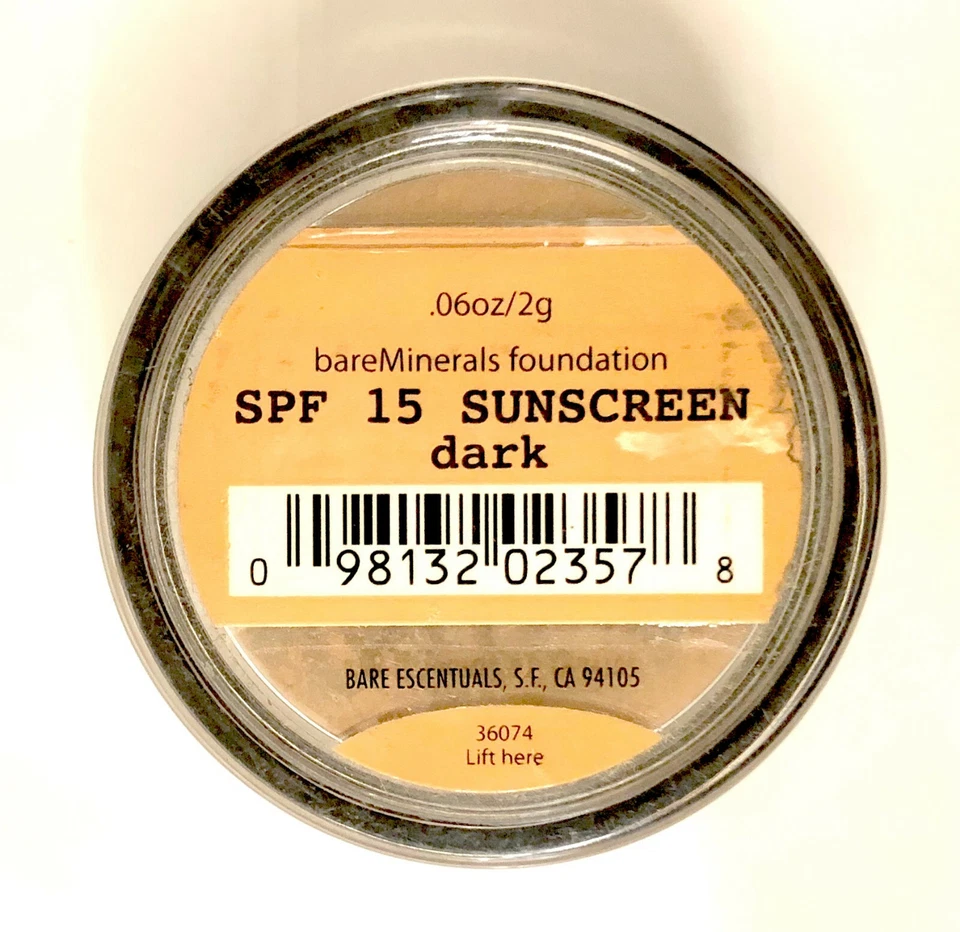 .06oz/2g
bareMinerals foundation
SPF 15 SUNSCREEN
dark
0 98132 02357 8
BARE ESCENTUALS, S.F., CA 94105
36074
Lift here